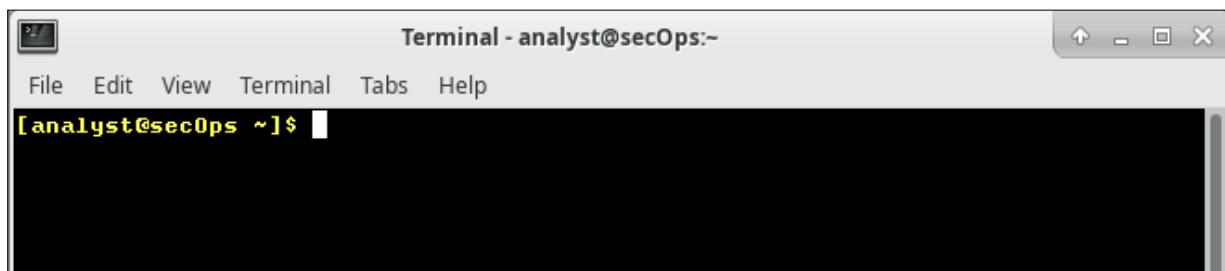 Terminal - analyst@secOps:~
File Edit View Terminal Tabs Help
[analyst@secOps ~]$